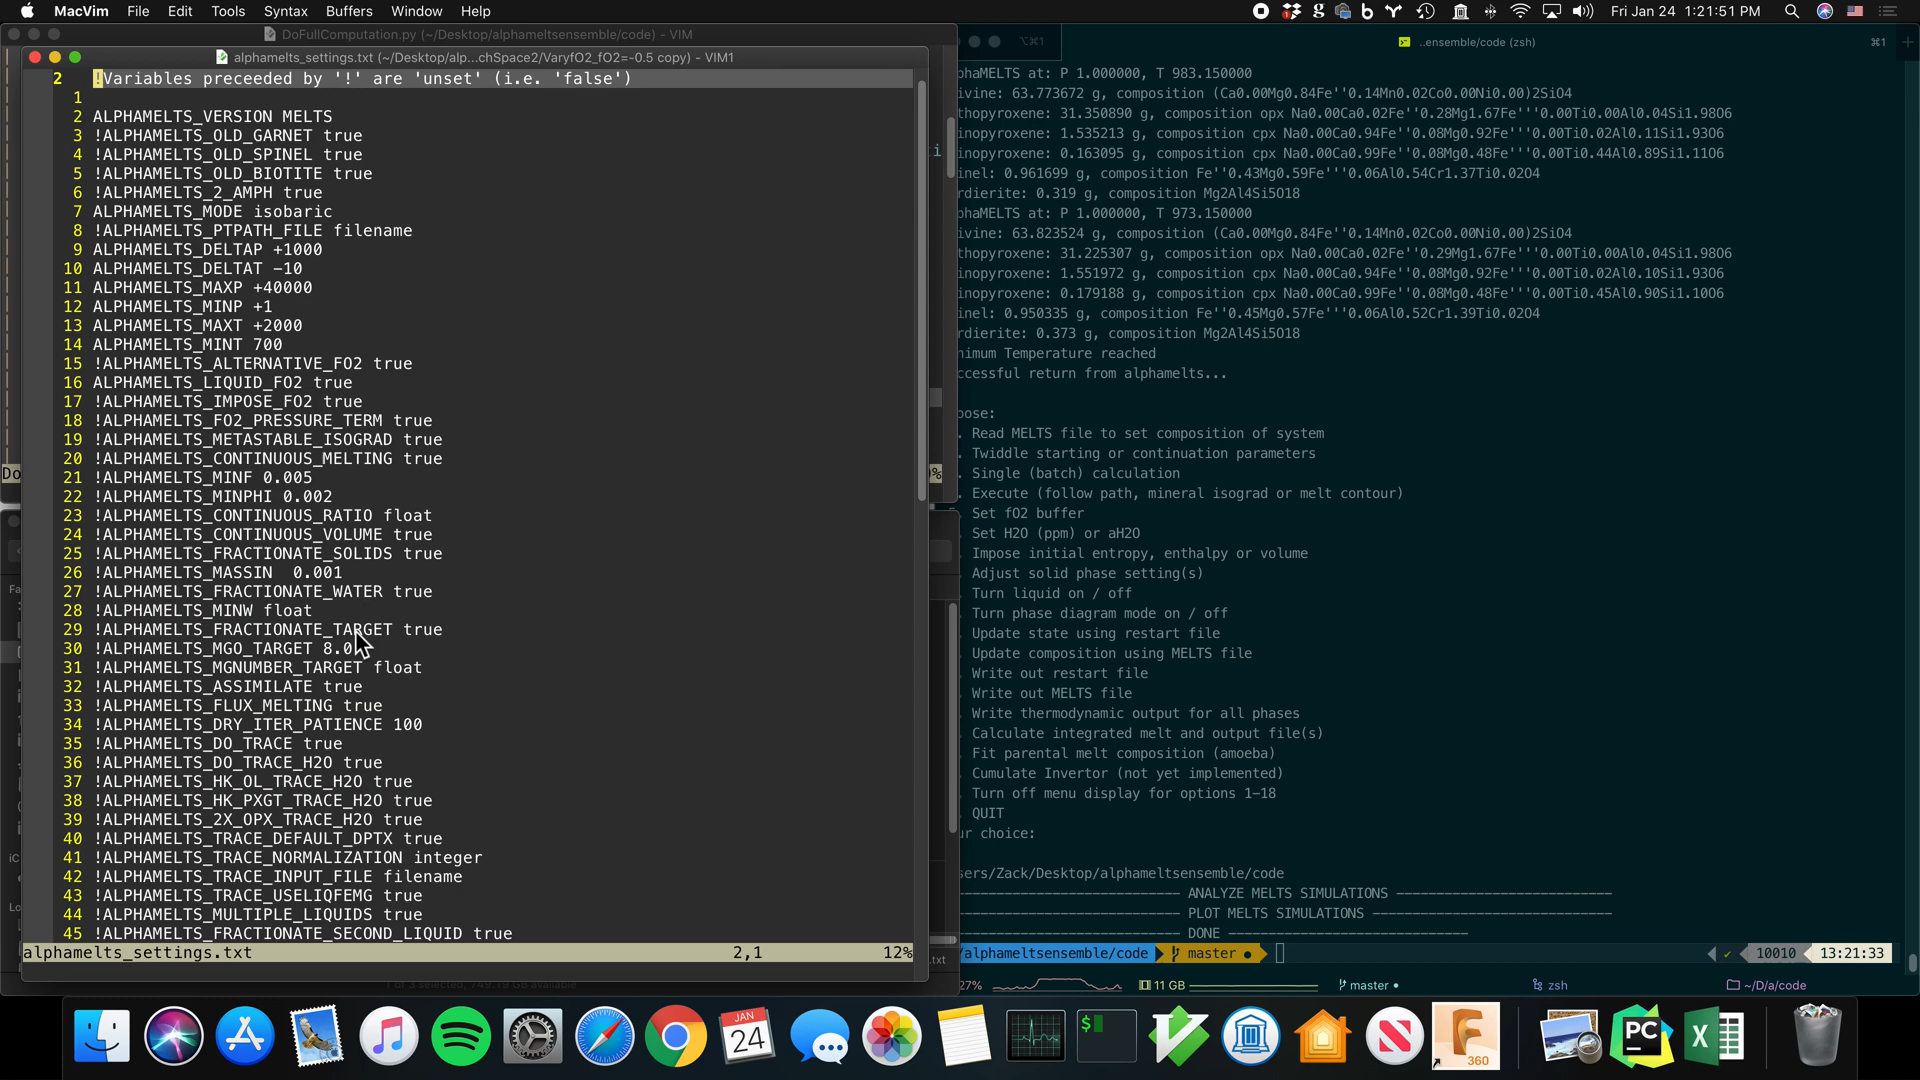 MacVim File Edit Tools Syntax Buffers Window Help
Fri Jan 24 1:21:51 PM
DoFullComputation.py (~/Desktop/alphameltsensemble/code) - VIM
alphamelts_settings.txt (~/Desktop/alp...chSpace2/VaryfO2_fO2=-0.5 copy) - VIM1
2 !Variables preceeded by '!' are 'unset' (i.e. 'false')
1
2 ALPHAMELTS_VERSION MELTS
3 !ALPHAMELTS_OLD_GARNET true
4 !ALPHAMELTS_OLD_SPINEL true
5 !ALPHAMELTS_OLD_BIOTITE true
6 !ALPHAMELTS_2_AMPH true
7 ALPHAMELTS_MODE isobaric
8 !ALPHAMELTS_PTPATH_FILE filename
9 ALPHAMELTS_DELTAP +1000
10 ALPHAMELTS_DELTAT -10
11 ALPHAMELTS_MAXP +40000
12 ALPHAMELTS_MINP +1
13 ALPHAMELTS_MAXT +2000
14 ALPHAMELTS_MINT 700
15 !ALPHAMELTS_ALTERNATIVE_FO2 true
16 ALPHAMELTS_LIQUID_FO2 true
17 !ALPHAMELTS_IMPOSE_FO2 true
18 !ALPHAMELTS_FO2_PRESSURE_TERM true
19 !ALPHAMELTS_METASTABLE_ISOGRAD true
20 !ALPHAMELTS_CONTINUOUS_MELTING true
21 !ALPHAMELTS_MINF 0.005
22 !ALPHAMELTS_MINPHI 0.002
23 !ALPHAMELTS_CONTINUOUS_RATIO float
24 !ALPHAMELTS_CONTINUOUS_VOLUME true
25 !ALPHAMELTS_FRACTIONATE_SOLIDS true
26 !ALPHAMELTS_MASSIN  0.001
27 !ALPHAMELTS_FRACTIONATE_WATER true
28 !ALPHAMELTS_MINW float
29 !ALPHAMELTS_FRACTIONATE_TARGET true
30 !ALPHAMELTS_MGO_TARGET 8.0
31 !ALPHAMELTS_MGNUMBER_TARGET float
32 !ALPHAMELTS_ASSIMILATE true
33 !ALPHAMELTS_FLUX_MELTING true
34 !ALPHAMELTS_DRY_ITER_PATIENCE 100
35 !ALPHAMELTS_DO_TRACE true
36 !ALPHAMELTS_DO_TRACE_H2O true
37 !ALPHAMELTS_HK_OL_TRACE_H2O true
38 !ALPHAMELTS_HK_PXGT_TRACE_H2O true
39 !ALPHAMELTS_2X_OPX_TRACE_H2O true
40 !ALPHAMELTS_TRACE_DEFAULT_DPTX true
41 !ALPHAMELTS_TRACE_NORMALIZATION integer
42 !ALPHAMELTS_TRACE_INPUT_FILE filename
43 !ALPHAMELTS_TRACE_USELIQFEMG true
44 !ALPHAMELTS_MULTIPLE_LIQUIDS true
45 !ALPHAMELTS_FRACTIONATE_SECOND_LIQUID true
alphamelts_settings.txt 2,1 12%
..ensemble/code (zsh)
⌥⌘1
⌘1
phaMELTS at: P 1.000000, T 983.150000
ivine: 63.773672 g, composition (Ca0.00Mg0.84Fe''0.14Mn0.02Co0.00Ni0.00)2SiO4
thopyroxene: 31.350890 g, composition opx Na0.00Ca0.02Fe''0.28Mg1.67Fe'''0.00Ti0.00Al0.04Si1.98O6
inopyroxene: 1.535213 g, composition cpx Na0.00Ca0.94Fe''0.08Mg0.92Fe'''0.00Ti0.02Al0.11Si1.93O6
inopyroxene: 0.163095 g, composition cpx Na0.00Ca0.99Fe''0.08Mg0.48Fe'''0.00Ti0.44Al0.89Si1.11O6
inel: 0.961699 g, composition Fe''0.43Mg0.59Fe'''0.06Al0.54Cr1.37Ti0.02O4
rdierite: 0.319 g, composition Mg2Al4Si5O18
phaMELTS at: P 1.000000, T 973.150000
ivine: 63.823524 g, composition (Ca0.00Mg0.84Fe''0.14Mn0.02Co0.00Ni0.00)2SiO4
thopyroxene: 31.225307 g, composition opx Na0.00Ca0.02Fe''0.29Mg1.67Fe'''0.00Ti0.00Al0.04Si1.98O6
inopyroxene: 1.551972 g, composition cpx Na0.00Ca0.94Fe''0.08Mg0.92Fe'''0.00Ti0.02Al0.10Si1.93O6
inopyroxene: 0.179188 g, composition cpx Na0.00Ca0.99Fe''0.08Mg0.48Fe'''0.00Ti0.45Al0.90Si1.10O6
inel: 0.950335 g, composition Fe''0.45Mg0.57Fe'''0.06Al0.52Cr1.39Ti0.02O4
rdierite: 0.373 g, composition Mg2Al4Si5O18
nimum Temperature reached
ccessful return from alphamelts...
oose:
. Read MELTS file to set composition of system
. Twiddle starting or continuation parameters
. Single (batch) calculation
. Execute (follow path, mineral isograd or melt contour)
. Set fO2 buffer
. Set H2O (ppm) or aH2O
. Impose initial entropy, enthalpy or volume
. Adjust solid phase setting(s)
. Turn liquid on / off
. Turn phase diagram mode on / off
. Update state using restart file
. Update composition using MELTS file
. Write out restart file
. Write out MELTS file
. Write thermodynamic output for all phases
. Calculate integrated melt and output file(s)
. Fit parental melt composition (amoeba)
. Cumulate Invertor (not yet implemented)
. Turn off menu display for options 1-18
. QUIT
ur choice:
sers/Zack/Desktop/alphameltsensemble/code
ANALYZE MELTS SIMULATIONS
PLOT MELTS SIMULATIONS
DONE
/alphameltsensemble/code master ● ✔ 10010 13:21:33
27% 11 GB master • zsh ~/D/a/code
1 of 3 selected, 749.19 GB available
.txt
JAN
24
PC
360